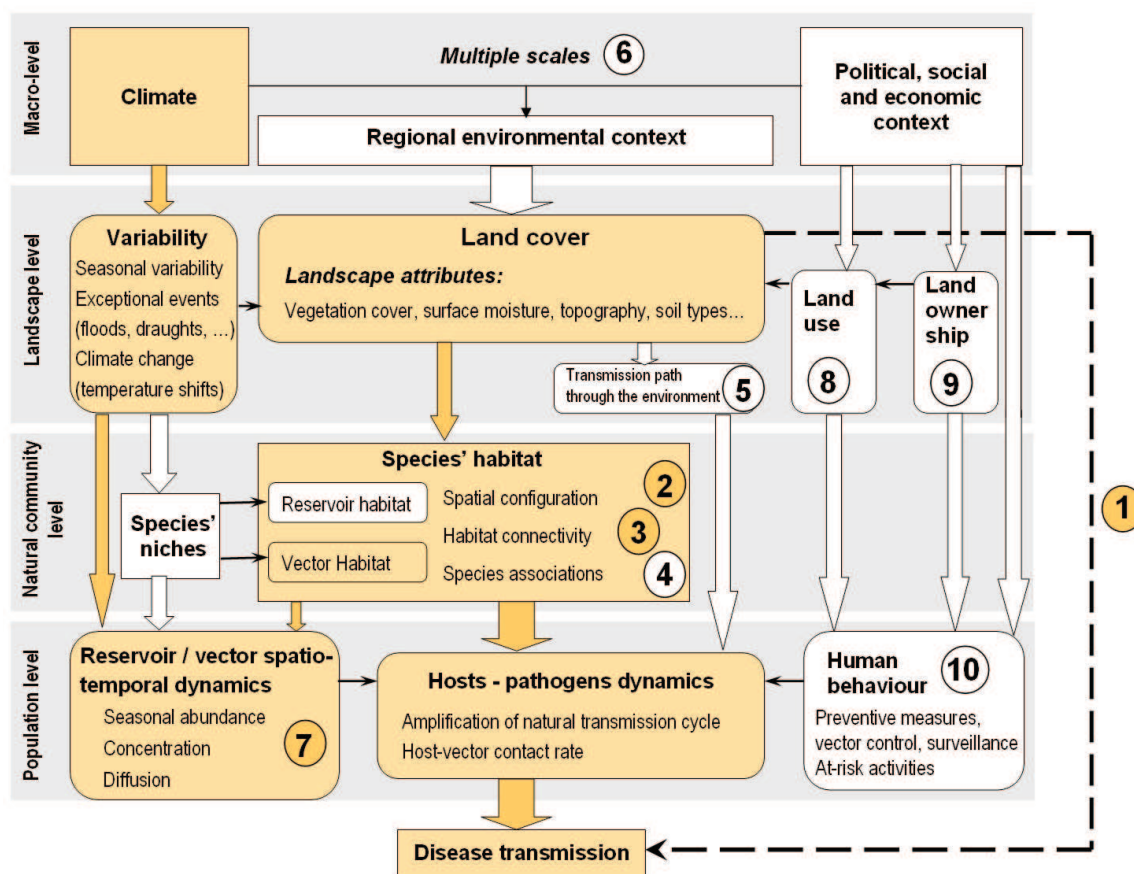 Macro-level
Climate
Multiple scales 6
Regional environmental context
Political, social
and economic
context
Landscape level
Variability
Seasonal variability
Exceptional events
(floods, draughts, ...)
Climate change
(temperature shifts)
Land cover
Landscape attributes:
Vegetation cover, surface moisture, topography, soil types...
Transmission path
through the environment
5
Land
use
8
Land
owner
ship
9
1
Natural community
level
Species'
niches
Species' habitat
Reservoir habitat
Vector Habitat
Spatial configuration 2
Habitat connectivity 3
Species associations 4
Population level
Reservoir / vector spatio-
temporal dynamics
Seasonal abundance
Concentration
Diffusion
7
Hosts - pathogens dynamics
Amplification of natural transmission cycle
Host-vector contact rate
Human
behaviour
10
Preventive measures,
vector control, surveillance
At-risk activities
Disease transmission